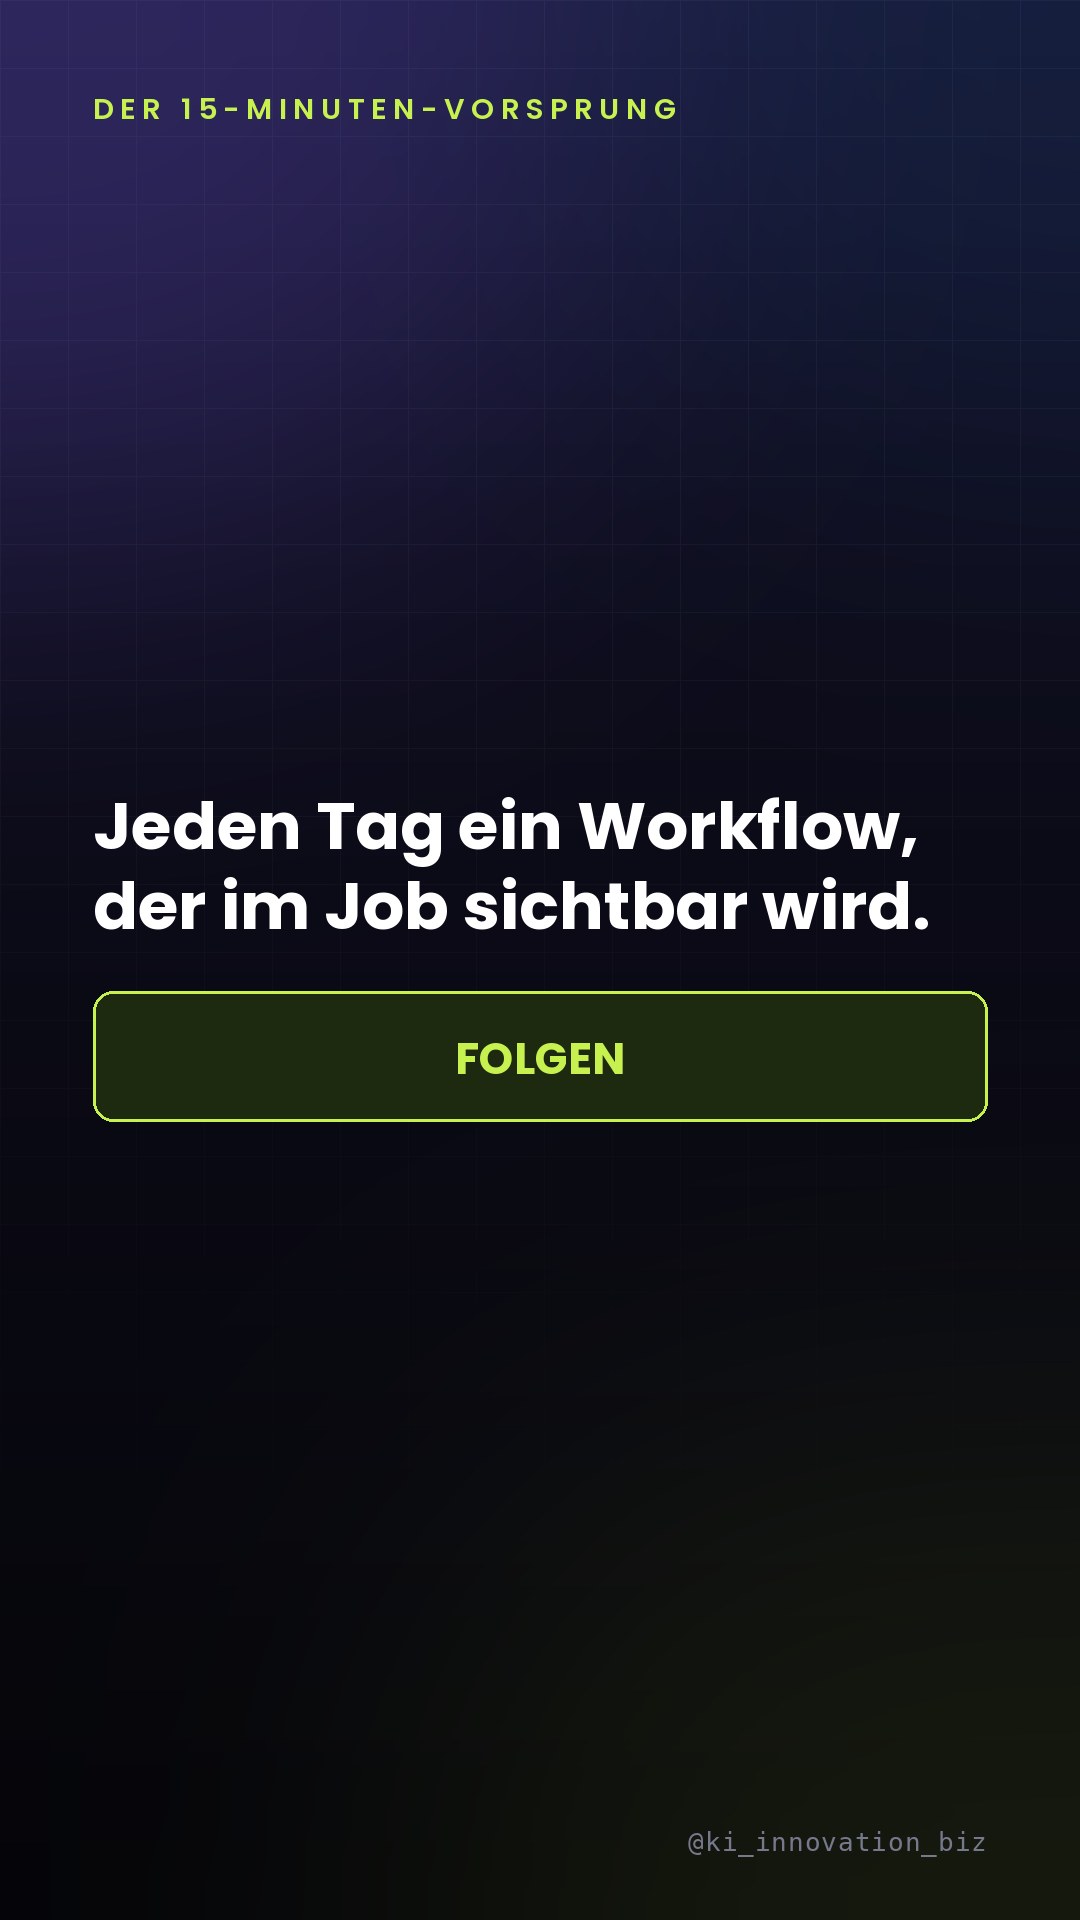 DER 15-MINUTEN-VORSPRUNG
Jeden Tag ein Workflow,
der im Job sichtbar wird.
FOLGEN
@ki_innovation_biz